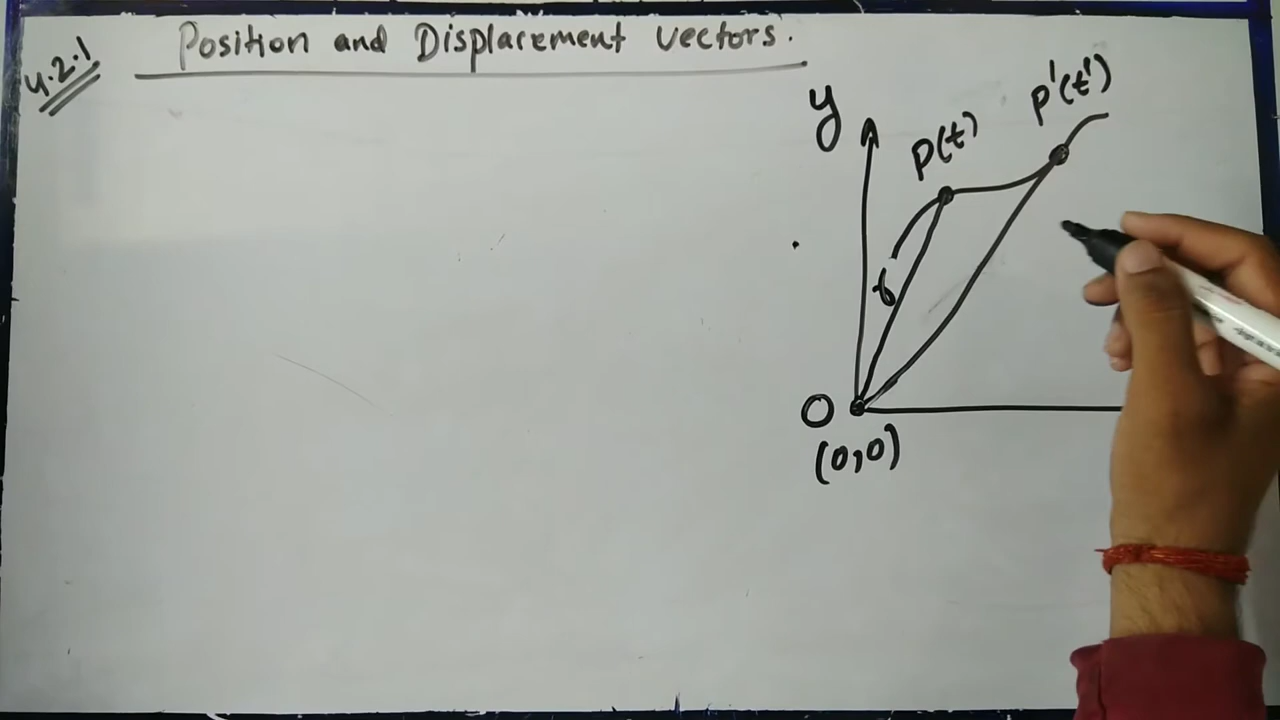 4.2.1
Position and Displacement vectors.
y
P(t)
P'(t')
O
(0,0)